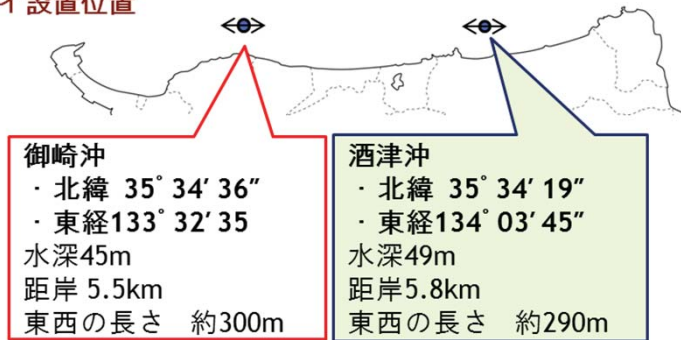 イ設置位置
御崎沖
・北緯 35ﾟ34′36”
・東経133ﾟ32′35
水深45m
距岸 5.5km
東西の長さ 約300m
酒津沖
・北緯 35ﾟ34′19”
・東経134ﾟ03′45”
水深49m
距岸 5.8km
東西の長さ 約290m